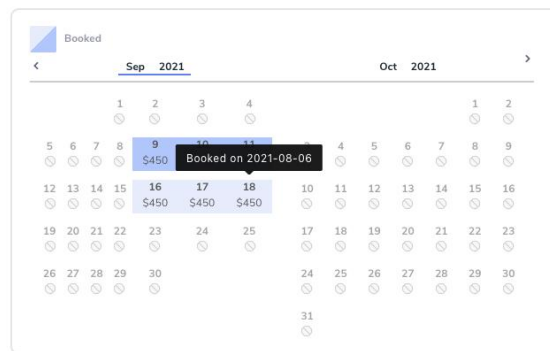 Booked
Sep 2021
Oct 2021
1 2 3 4
1 2
5 6 7 8 9 10 11
4 5 6 7 8 9
$450
Booked on 2021-08-06
12 13 14 15 16 17 18
10 11 12 13 14 15 16
$450 $450 $450
19 20 21 22 23 24 25
17 18 19 20 21 22 23
26 27 28 29 30
24 25 26 27 28 29 30
31